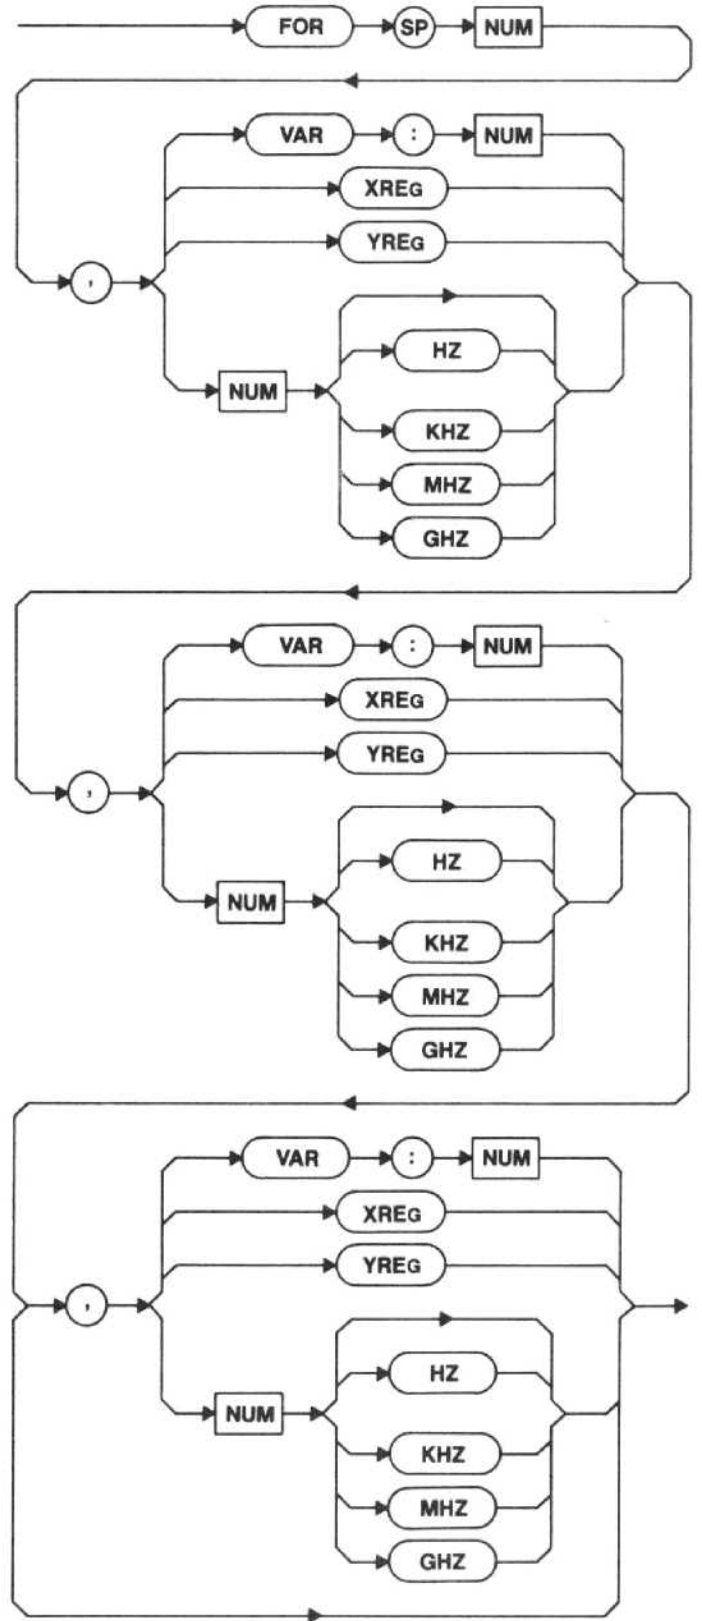 FOR SP NUM
VAR : NUM
XREG
YREG
,
HZ
NUM
KHZ
MHZ
GHZ
VAR : NUM
XREG
YREG
,
HZ
NUM
KHZ
MHZ
GHZ
VAR : NUM
XREG
YREG
,
HZ
NUM
KHZ
MHZ
GHZ